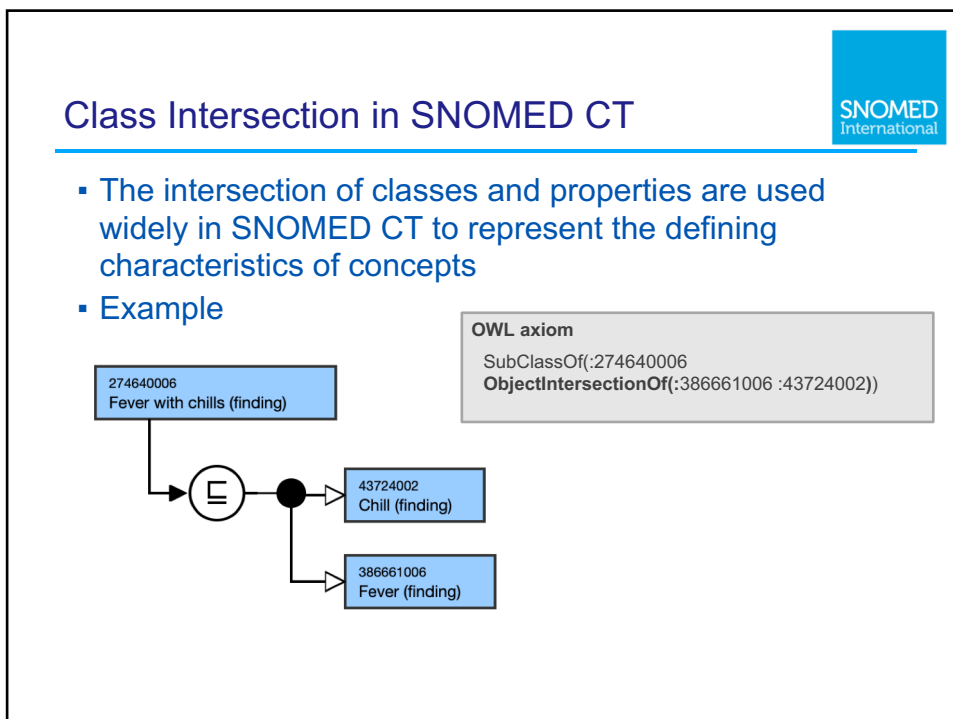 Class Intersection in SNOMED CT
SNOMED
International
▪ The intersection of classes and properties are used
widely in SNOMED CT to represent the defining
characteristics of concepts
▪ Example
OWL axiom
SubClassOf(:274640006
ObjectIntersectionOf(:386661006 :43724002))
274640006
Fever with chills (finding)
⊑
43724002
Chill (finding)
386661006
Fever (finding)